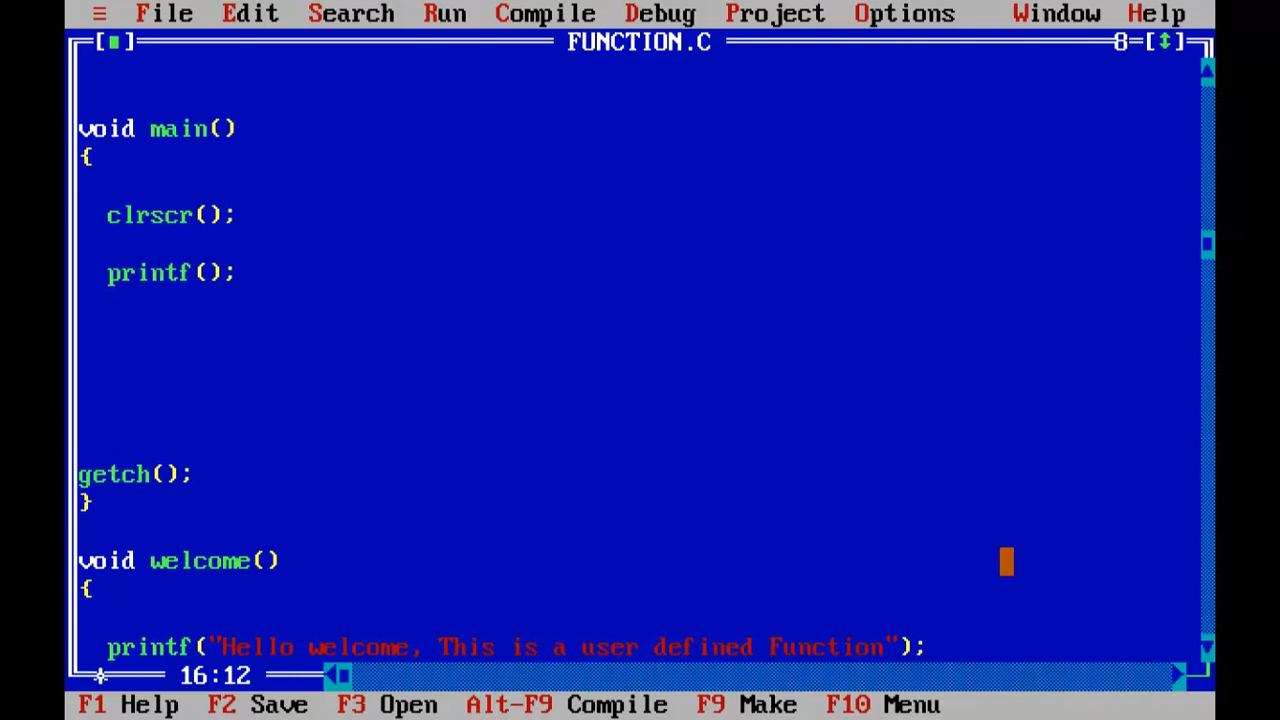 ≡ File Edit Search Run Compile Debug Project Options Window Help
[■] FUNCTION.C 8=[↕]
void main()
{
clrscr();
printf();
getch();
}
void welcome()
{
printf("Hello welcome, This is a user defined Function");
16:12
F1 Help F2 Save F3 Open Alt-F9 Compile F9 Make F10 Menu